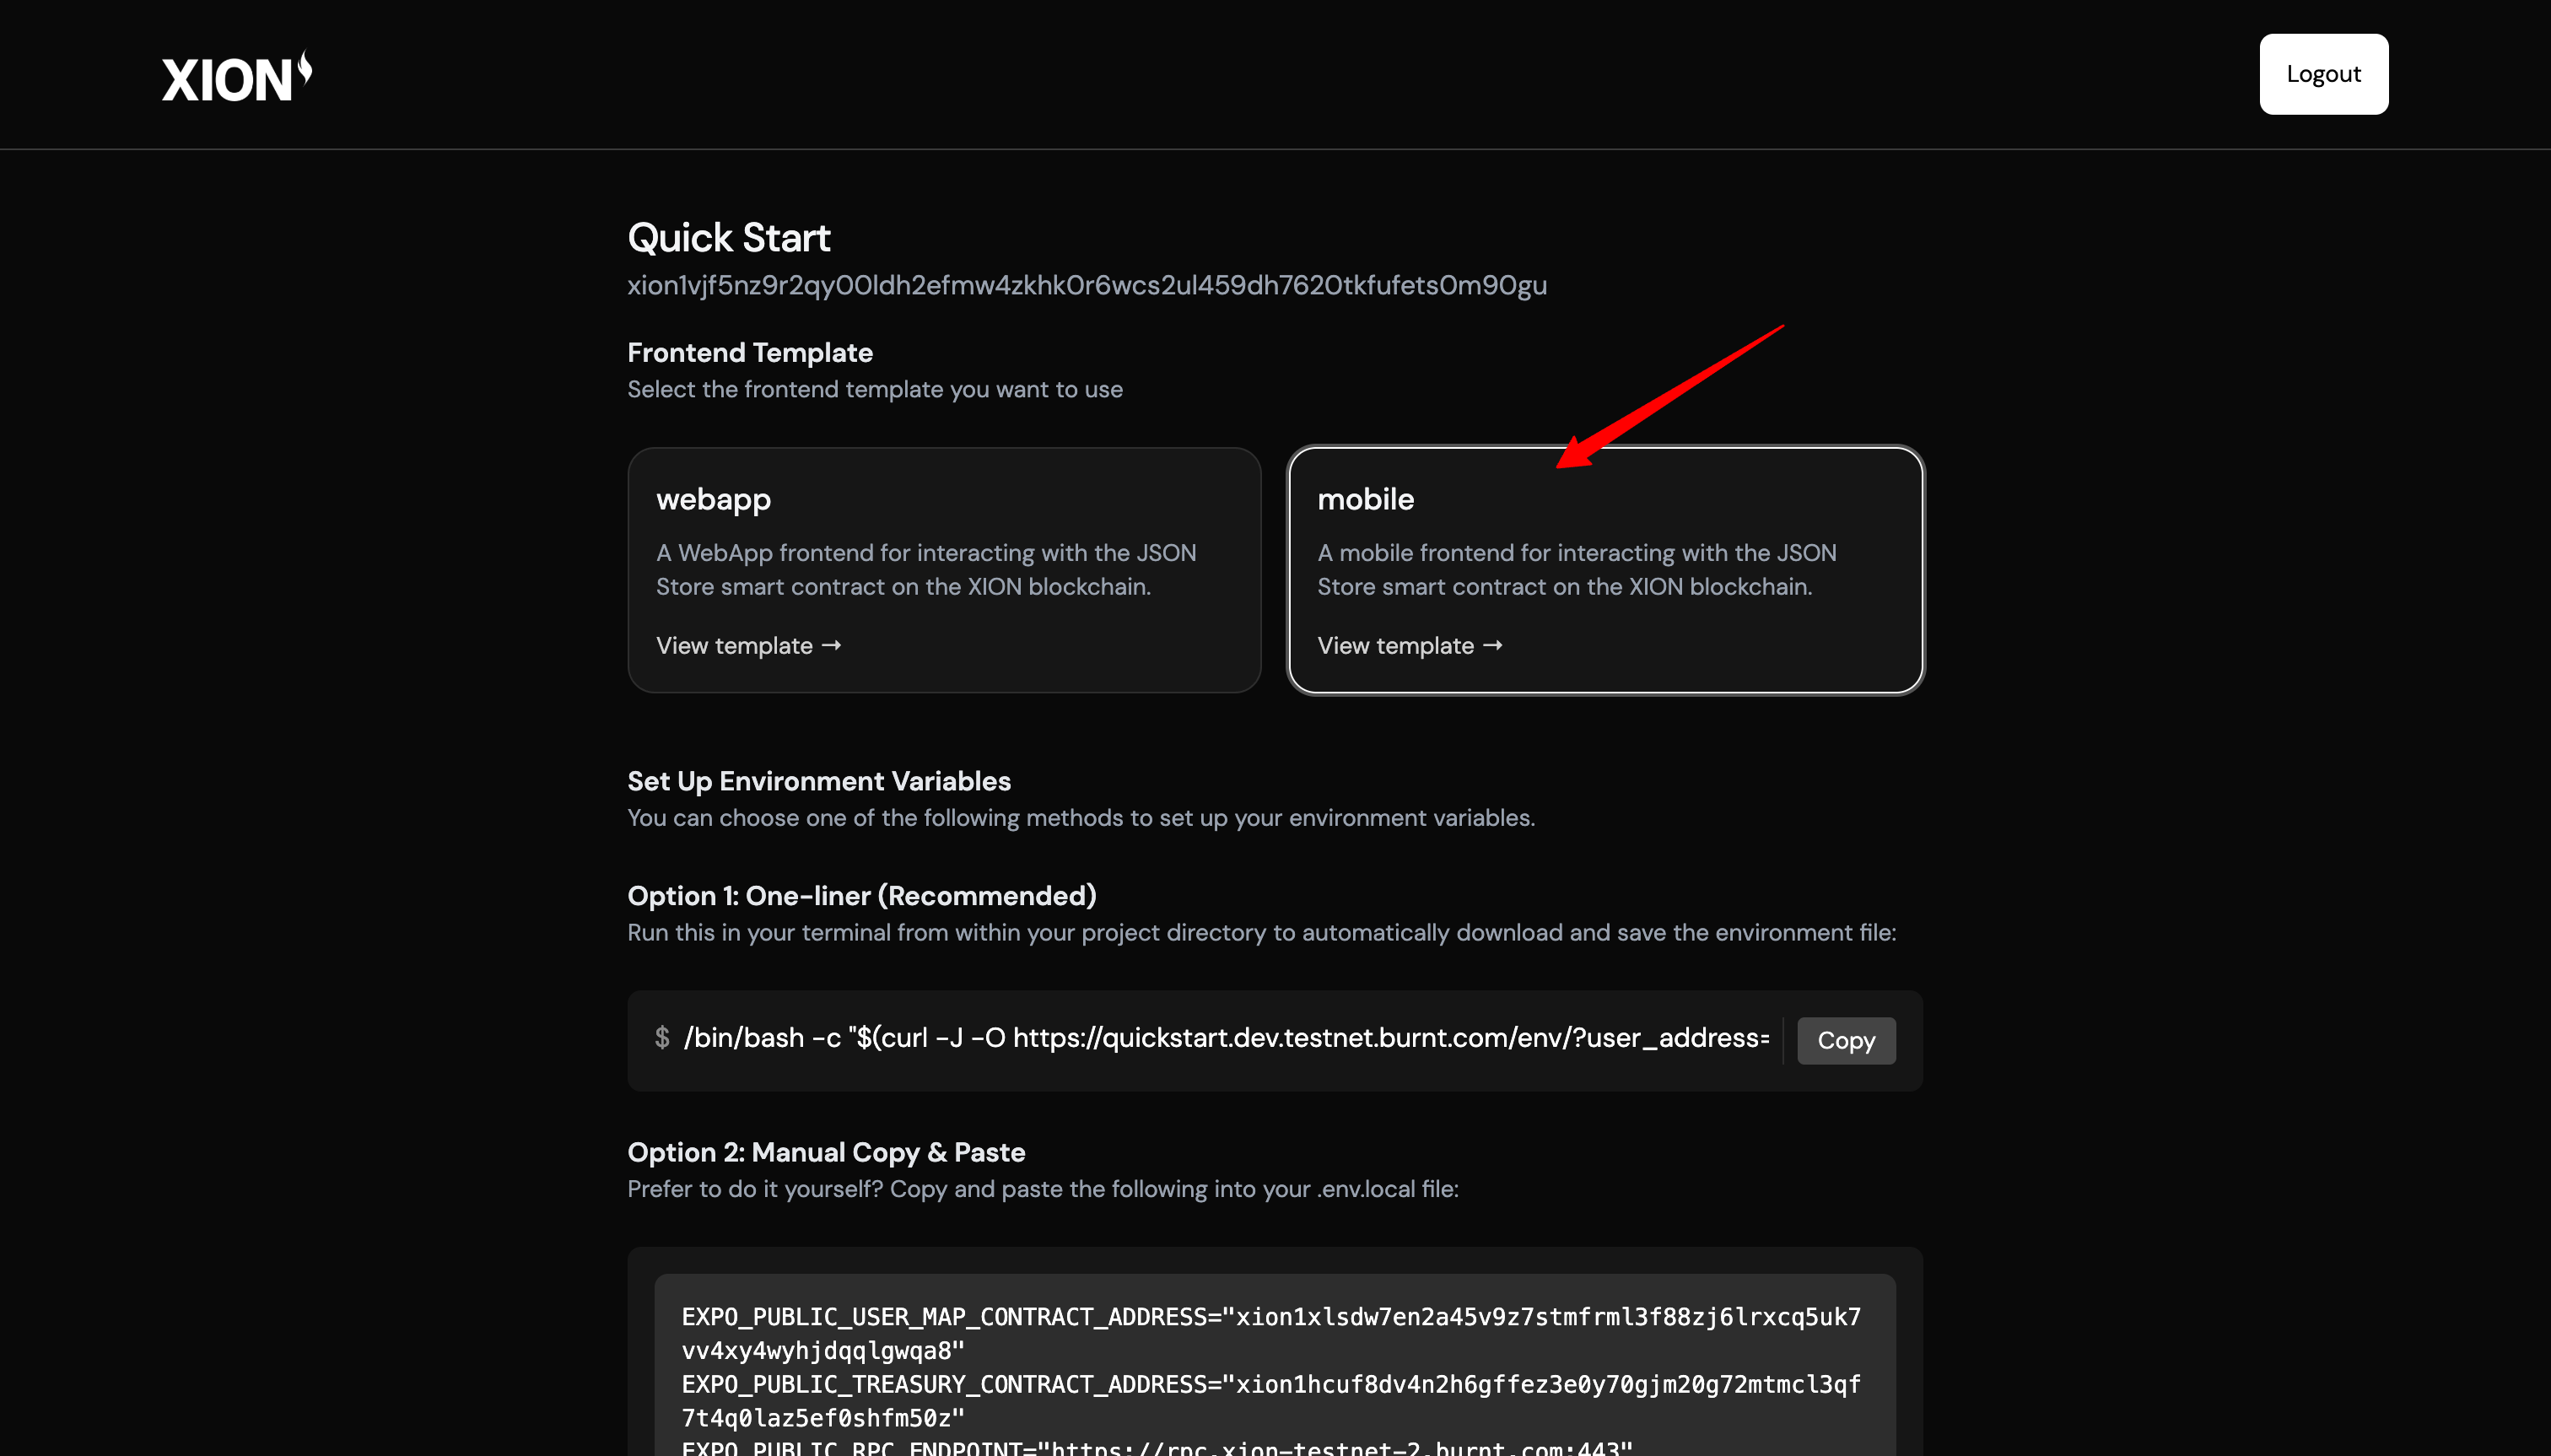 XION
Logout
Quick Start
xion1vjf5nz9r2qy00ldh2efmw4zkhk0r6wcs2ul459dh7620tkfufets0m90gu
Frontend Template
Select the frontend template you want to use
webapp
A WebApp frontend for interacting with the JSON
Store smart contract on the XION blockchain.
View template →
mobile
A mobile frontend for interacting with the JSON
Store smart contract on the XION blockchain.
View template →
Set Up Environment Variables
You can choose one of the following methods to set up your environment variables.
Option 1: One-liner (Recommended)
Run this in your terminal from within your project directory to automatically download and save the environment file:
$ /bin/bash -c "$(curl -J -O https://quickstart.dev.testnet.burnt.com/env/?user_address=
Copy
Option 2: Manual Copy & Paste
Prefer to do it yourself? Copy and paste the following into your .env.local file:
EXPO_PUBLIC_USER_MAP_CONTRACT_ADDRESS="xion1xlsdw7en2a45v9z7stmfrml3f88zj6lrxcq5uk7
vv4xy4wyhjdqqlgwqa8"
EXPO_PUBLIC_TREASURY_CONTRACT_ADDRESS="xion1hcuf8dv4n2h6gffez3e0y70gjm20g72mtmcl3qf
7t4q0laz5ef0shfm50z"
EXPO_PUBLIC_RPC_ENDPOINT="https://rpc.xion-testnet-2.burnt.com:443"